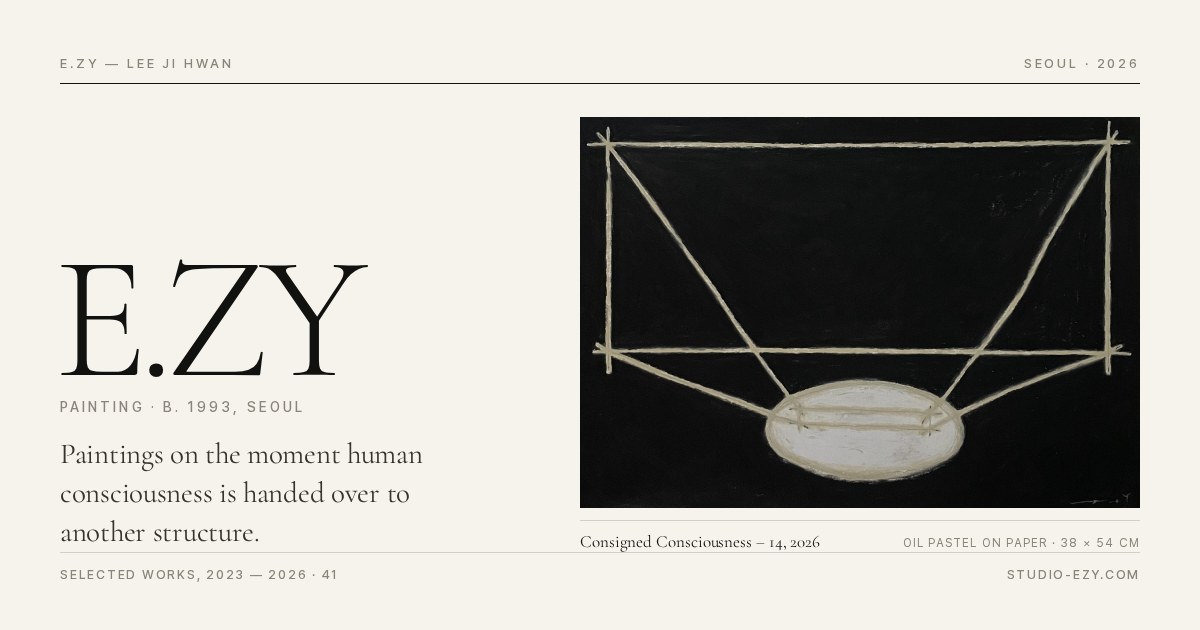 E.ZY — LEE JI HWAN
SEOUL · 2026
E.ZY
PAINTING · B. 1993, SEOUL
Paintings on the moment human
consciousness is handed over to
another structure.
Consigned Consciousness – 14, 2026
OIL PASTEL ON PAPER · 38 × 54 CM
SELECTED WORKS, 2023 — 2026 · 41
STUDIO-EZY.COM